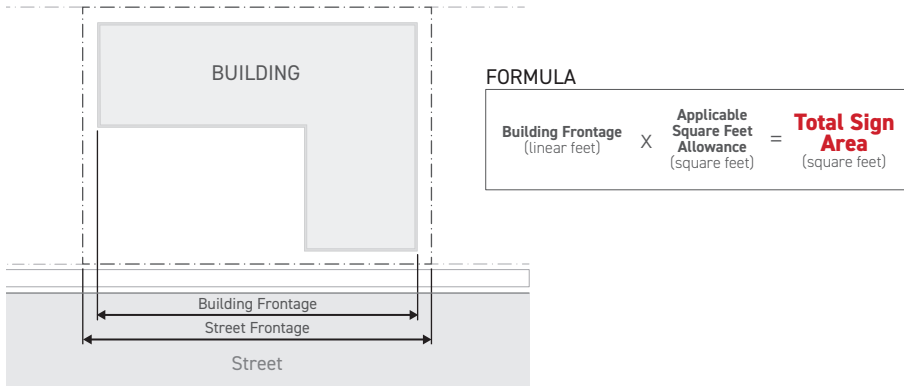 BUILDING
FORMULA
Building Frontage
(linear feet)
X
Applicable
Square Feet
Allowance
(square feet)
=
Total Sign
Area
(square feet)
Building Frontage
Street Frontage
Street